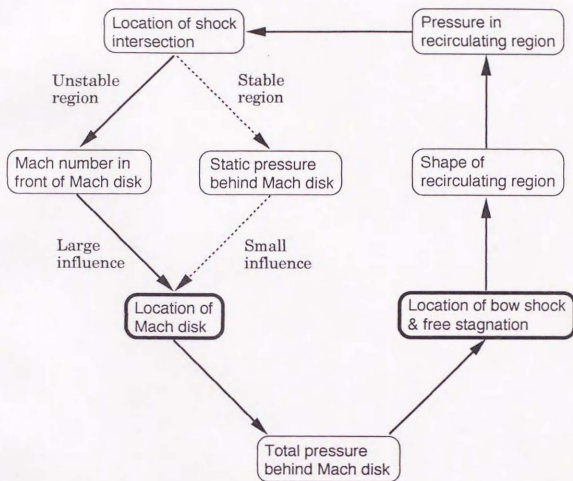 Location of shock
intersection
Pressure in
recirculating region
Unstable
region
Stable
region
Mach number in
front of Mach disk
Static pressure
behind Mach disk
Shape of
recirculating region
Large
influence
Small
influence
Location of
Mach disk
Location of bow shock
& free stagnation
Total pressure
behind Mach disk